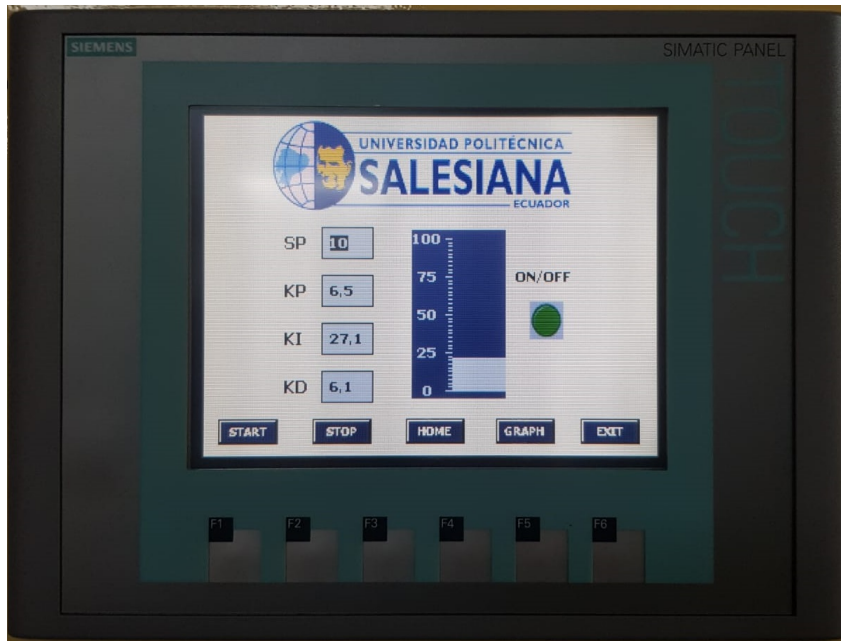 SIEMENS
SIMATIC PANEL
TOUCH
UNIVERSIDAD POLITÉCNICA
SALESIANA
ECUADOR
SP 10
KP 6,5
KI 27,1
KD 6,1
100
75
50
25
0
ON/OFF
START STOP HOME GRAPH EXIT
F1 F2 F3 F4 F5 F6